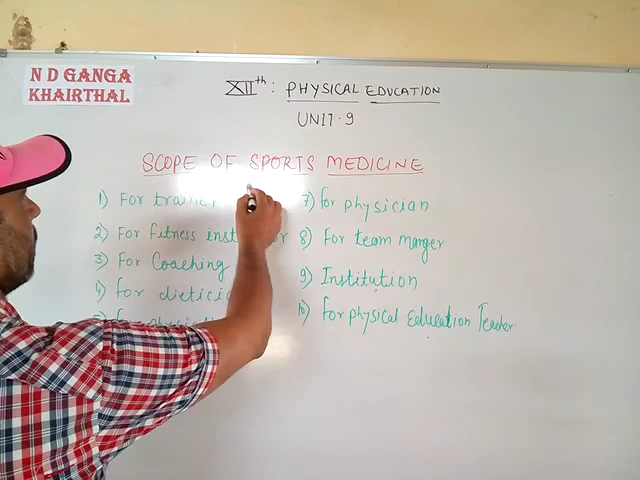 N D GANGA
KHAIRTHAL
XIIth: PHYSICAL EDUCATION
UNIT-9
SCOPE OF SPORTS MEDICINE
1) For trainer
2) For fitness
3) For Coaching
4) for
7) for physician
8) For team manger
9) Institution
10) for physical Education Teacher